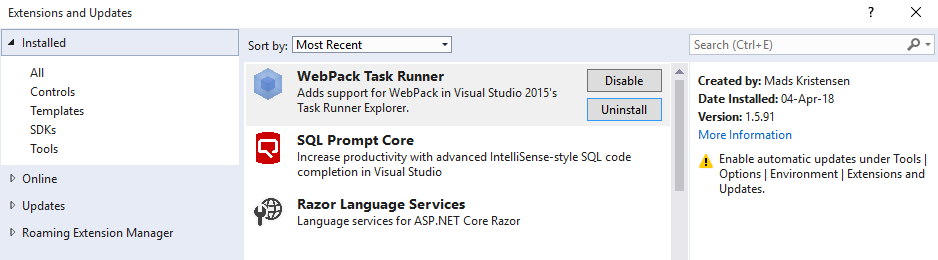 Extensions and Updates
? ×
Installed
Sort by: Most Recent
Search (Ctrl+E)
All
Controls
Templates
SDKs
Tools
Online
Updates
Roaming Extension Manager
WebPack Task Runner
Adds support for WebPack in Visual Studio 2015's
Task Runner Explorer.
Disable
Uninstall
SQL Prompt Core
Increase productivity with advanced IntelliSense-style SQL code
completion in Visual Studio
Razor Language Services
Language services for ASP.NET Core Razor
Created by: Mads Kristensen
Date Installed: 04-Apr-18
Version: 1.5.91
More Information
Enable automatic updates under Tools |
Options | Environment | Extensions and
Updates.